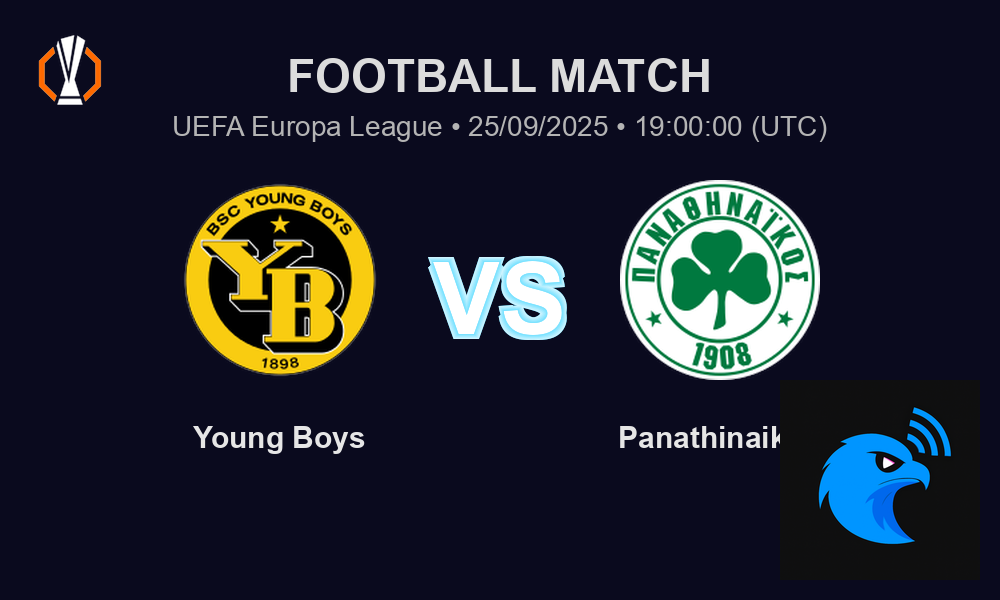 FOOTBALL MATCH
UEFA Europa League • 25/09/2025 • 19:00:00 (UTC)
BSC YOUNG BOYS
YB
1898
ΠΑΝΑΘΗΝΑΪΚΟΣ
1908
VS
Young Boys
Panathinaik